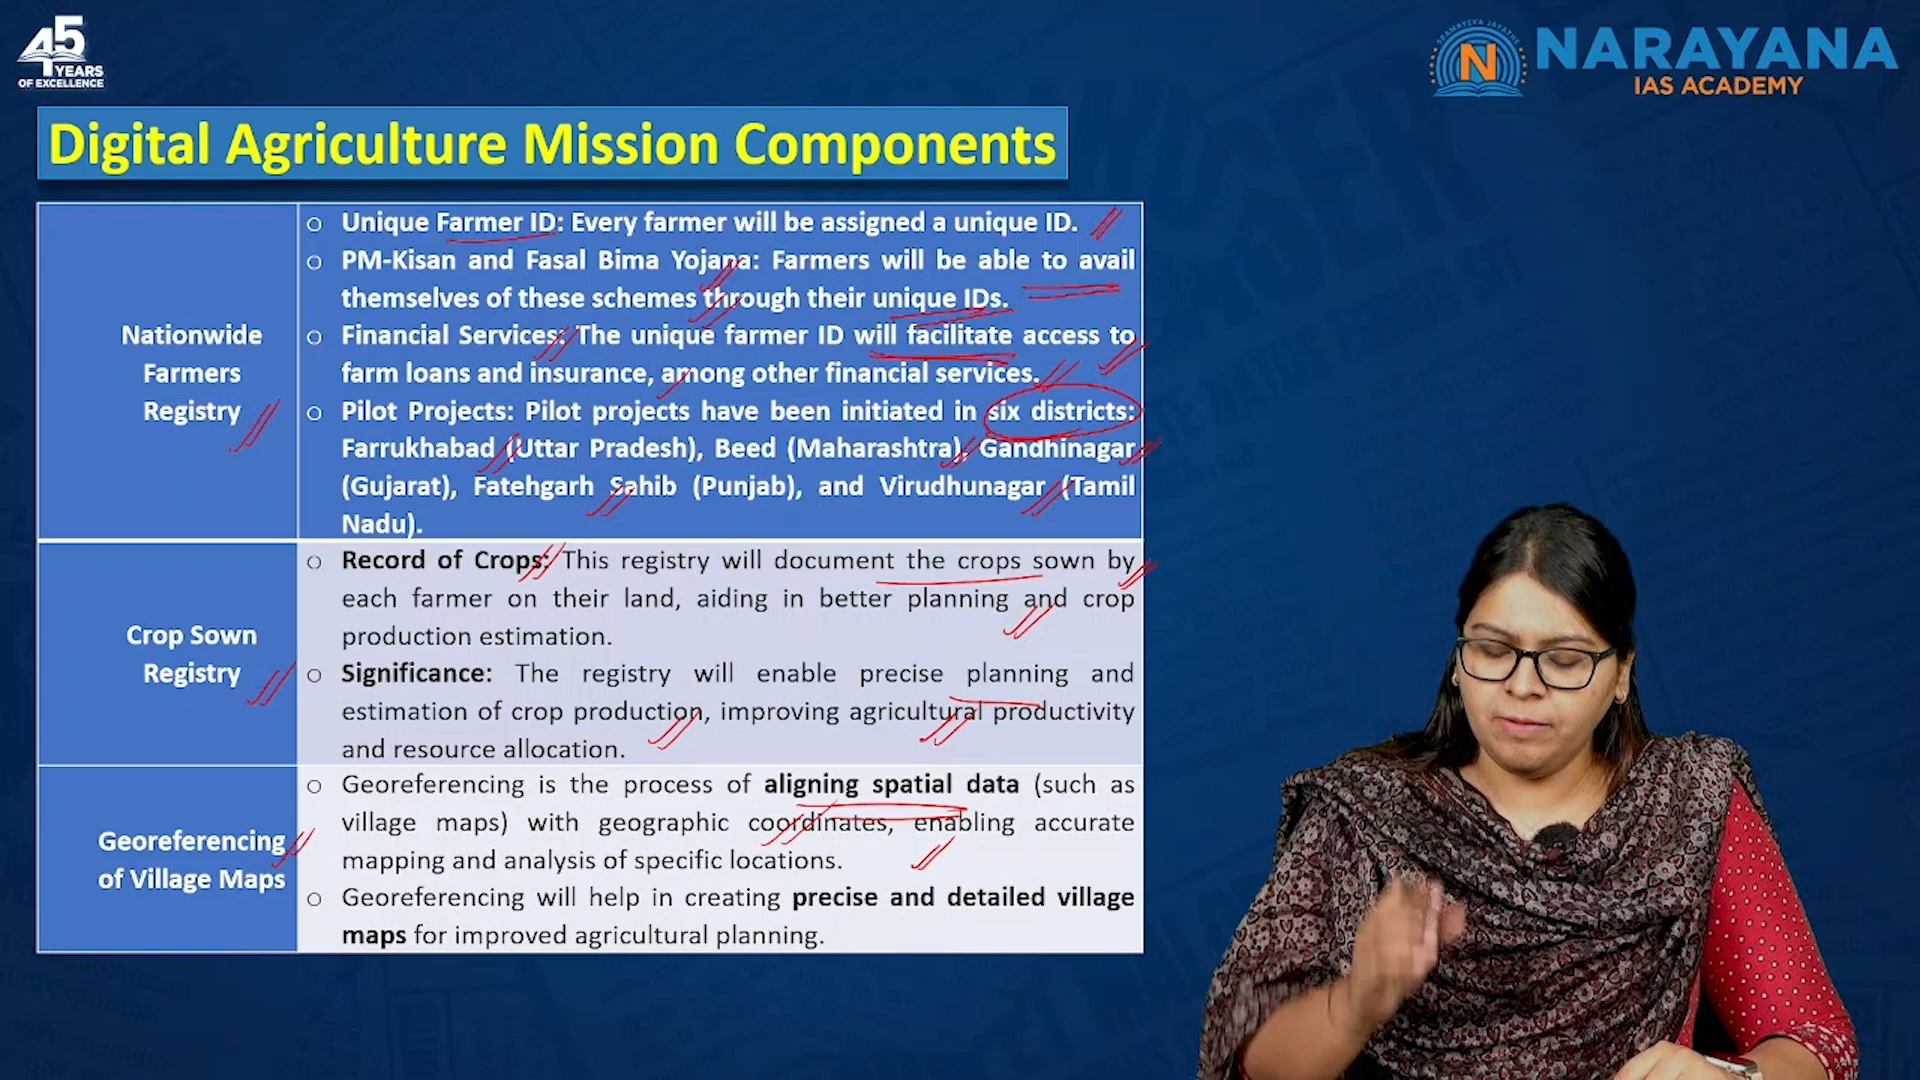 45
YEARS
OF EXCELLENCE
NARAYANA
IAS ACADEMY
Digital Agriculture Mission Components
Nationwide
Farmers
Registry
○ Unique Farmer ID: Every farmer will be assigned a unique ID.
○ PM-Kisan and Fasal Bima Yojana: Farmers will be able to avail
themselves of these schemes through their unique IDs.
○ Financial Services: The unique farmer ID will facilitate access to
farm loans and insurance, among other financial services.
○ Pilot Projects: Pilot projects have been initiated in six districts:
Farrukhabad (Uttar Pradesh), Beed (Maharashtra), Gandhinagar
(Gujarat), Fatehgarh Sahib (Punjab), and Virudhunagar (Tamil
Nadu).
Crop Sown
Registry
○ Record of Crops: This registry will document the crops sown by
each farmer on their land, aiding in better planning and crop
production estimation.
○ Significance: The registry will enable precise planning and
estimation of crop production, improving agricultural productivity
and resource allocation.
Georeferencing
of Village Maps
○ Georeferencing is the process of aligning spatial data (such as
village maps) with geographic coordinates, enabling accurate
mapping and analysis of specific locations.
○ Georeferencing will help in creating precise and detailed village
maps for improved agricultural planning.